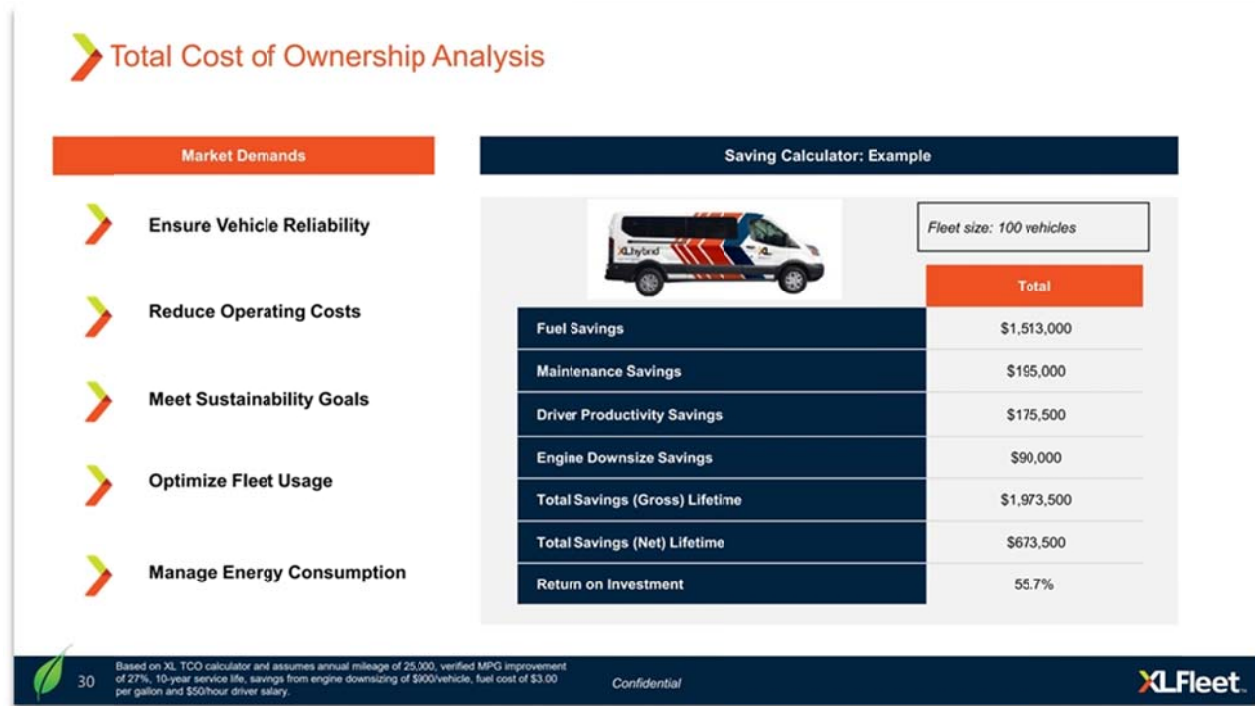 Total Cost of Ownership Analysis
Market Demands
Ensure Vehicle Reliability
Reduce Operating Costs
Meet Sustainability Goals
Optimize Fleet Usage
Manage Energy Consumption
Saving Calculator: Example
XLhybrid
XL
Fleet size: 100 vehicles
Total
Fuel Savings $1,513,000
Maintenance Savings $195,000
Driver Productivity Savings $175,500
Engine Downsize Savings $90,000
Total Savings (Gross) Lifetime $1,973,500
Total Savings (Net) Lifetime $673,500
Return on Investment 55.7%
30
Based on XL TCO calculator and assumes annual mileage of 25,000, verified MPG improvement
of 27%, 10-year service life, savings from engine downsizing of $900/vehicle, fuel cost of $3.00
per gallon and $50/hour driver salary.
Confidential
XLFleet